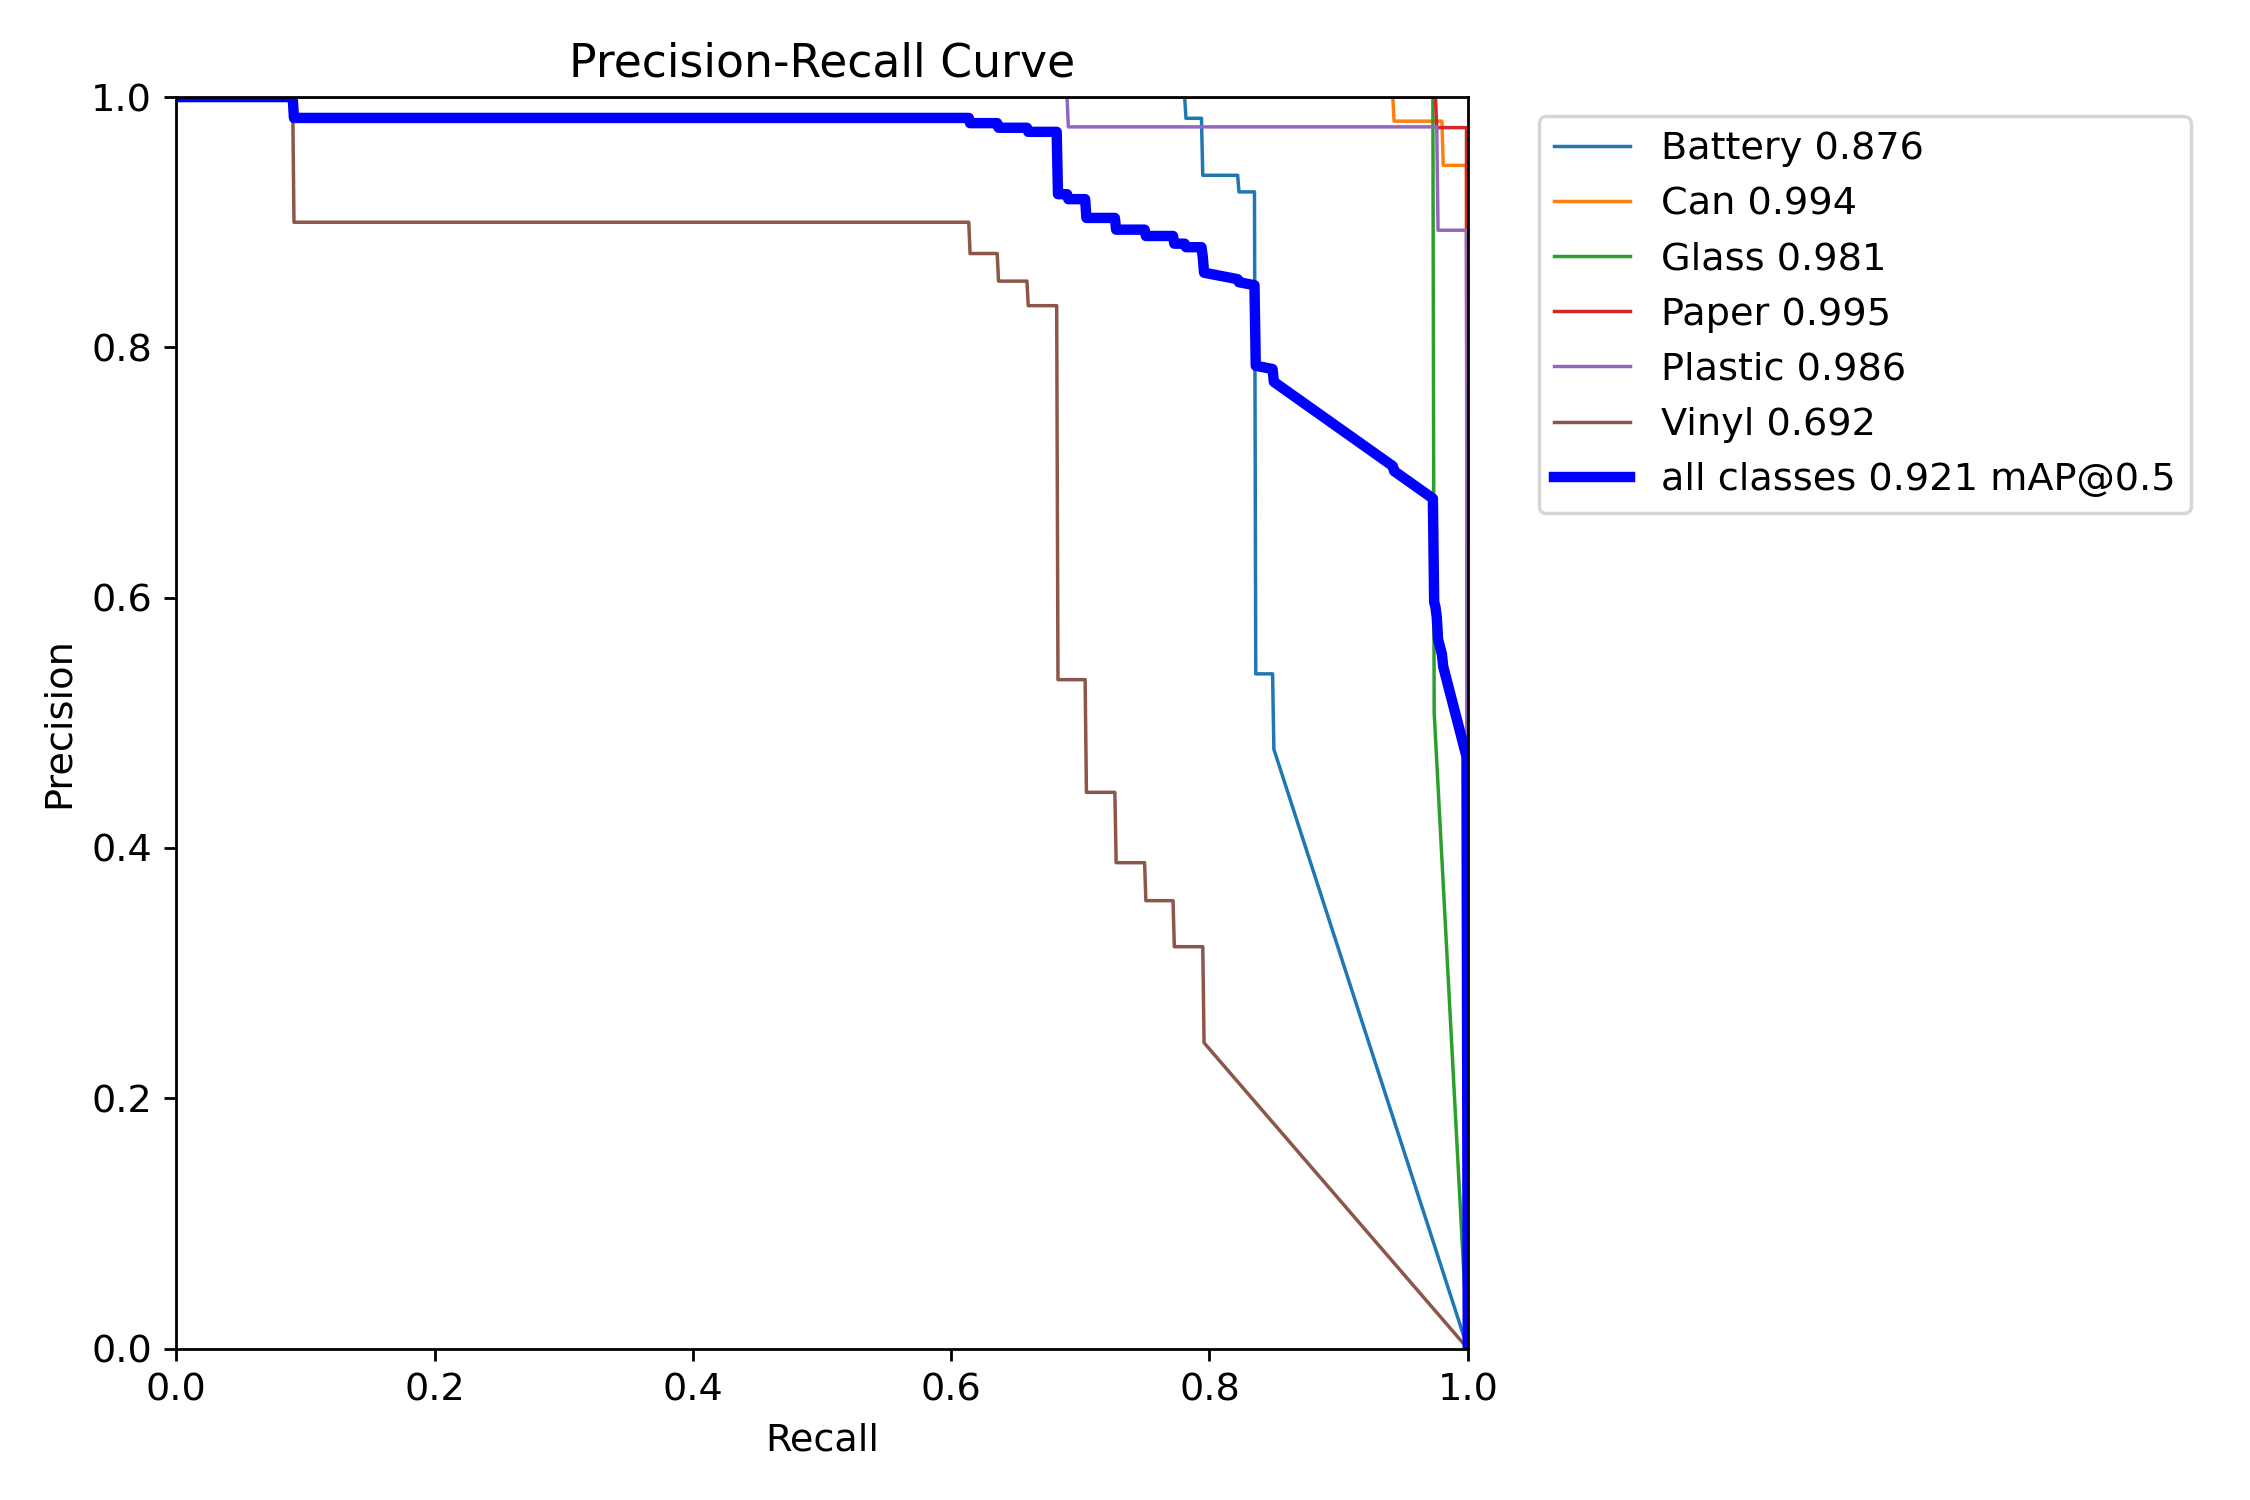 Precision-Recall Curve
1.0
0.8
0.6
0.4
0.2
0.0
Precision
0.0 0.2 0.4 0.6 0.8 1.0
Recall
Battery 0.876
Can 0.994
Glass 0.981
Paper 0.995
Plastic 0.986
Vinyl 0.692
all classes 0.921 mAP@0.5